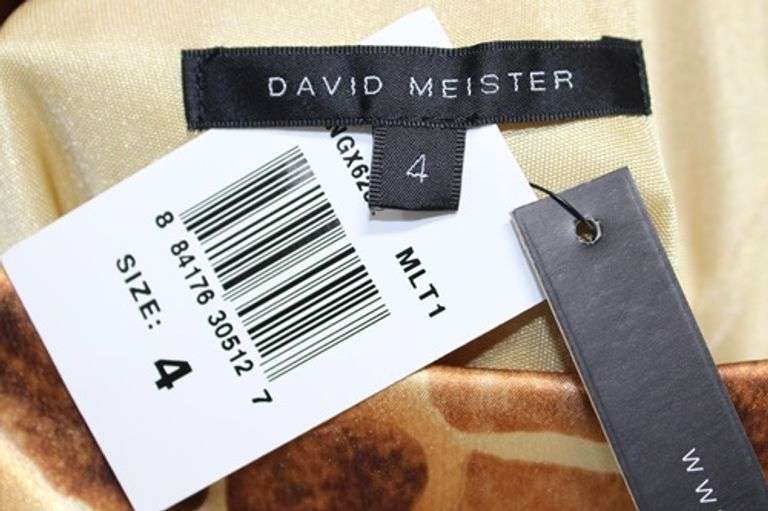 DAVID MEISTER
4
MLT1
8 84176 30512 7
SIZE: 4